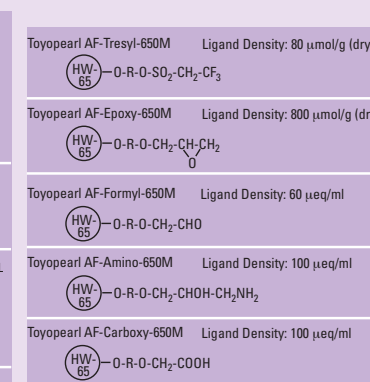 Toyopearl AF-Tresyl-650M Ligand Density: 80 µmol/g (dry
HW-65 -O-R-O-SO₂-CH₂-CF₃
Toyopearl AF-Epoxy-650M Ligand Density: 800 µmol/g (dr
HW-65 -O-R-O-CH₂-CH-CH₂
O
Toyopearl AF-Formyl-650M Ligand Density: 60 µeq/ml
HW-65 -O-R-O-CH₂-CHO
Toyopearl AF-Amino-650M Ligand Density: 100 µeq/ml
HW-65 -O-R-O-CH₂-CHOH-CH₂NH₂
Toyopearl AF-Carboxy-650M Ligand Density: 100 µeq/ml
HW-65 -O-R-O-CH₂-COOH